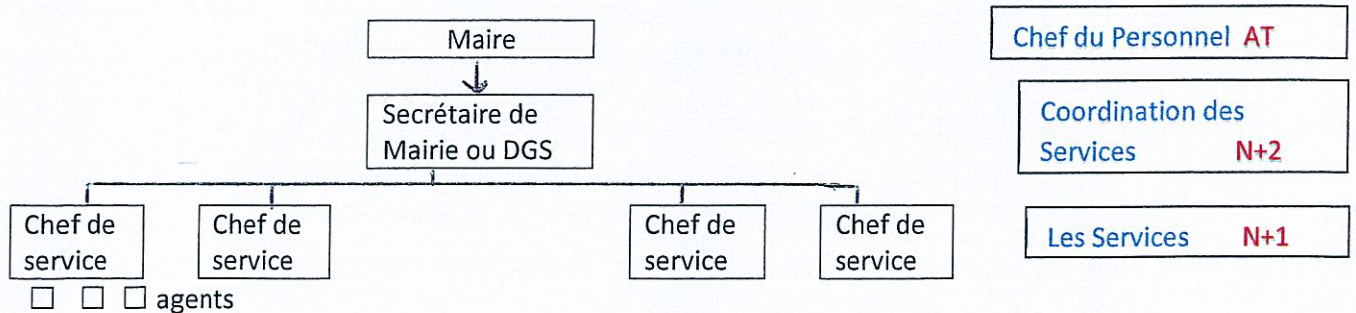 Maire
Chef du Personnel AT
Secrétaire de
Mairie ou DGS
Coordination des
Services N+2
Chef de
service
Chef de
service
Chef de
service
Chef de
service
Les Services N+1
agents